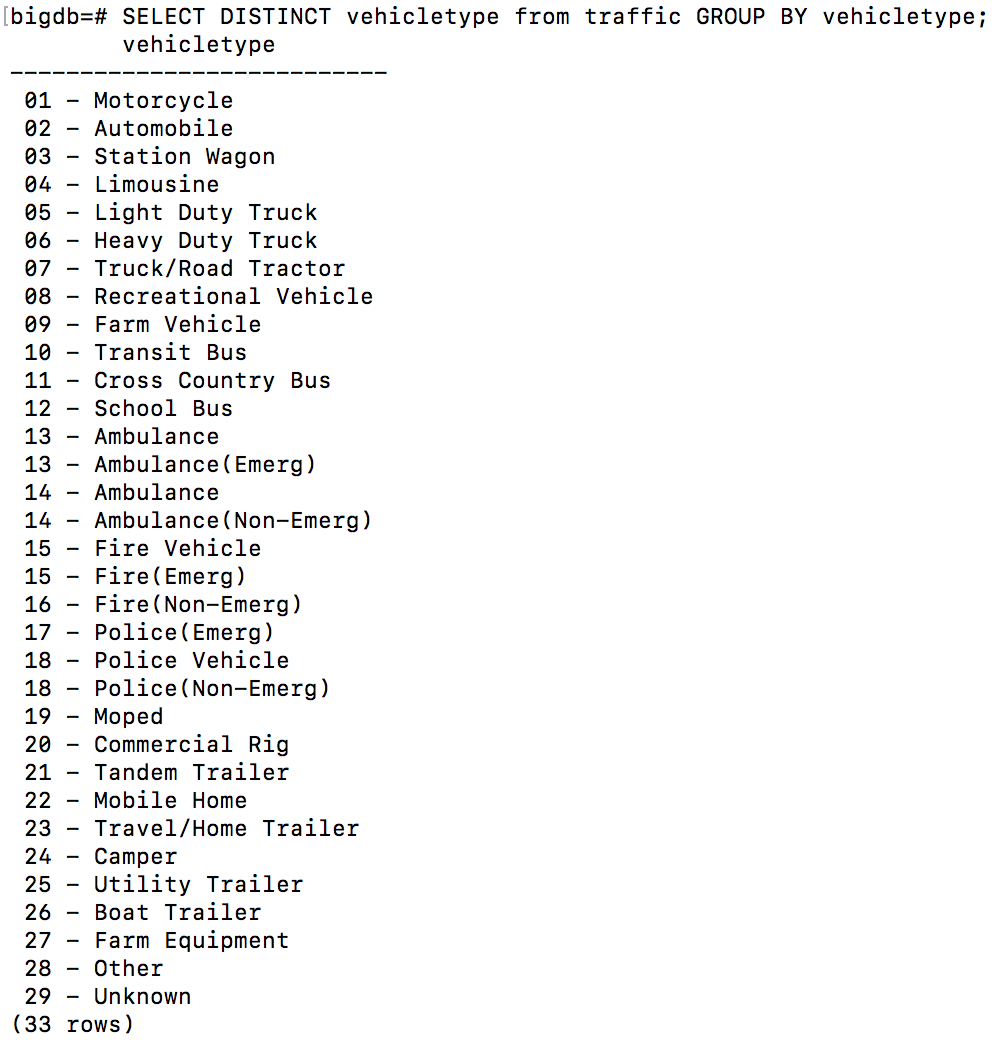 [bigdb=# SELECT DISTINCT vehicletype from traffic GROUP BY vehicletype;
vehicletype
---------------------------
01 - Motorcycle
02 - Automobile
03 - Station Wagon
04 - Limousine
05 - Light Duty Truck
06 - Heavy Duty Truck
07 - Truck/Road Tractor
08 - Recreational Vehicle
09 - Farm Vehicle
10 - Transit Bus
11 - Cross Country Bus
12 - School Bus
13 - Ambulance
13 - Ambulance(Emerg)
14 - Ambulance
14 - Ambulance(Non-Emerg)
15 - Fire Vehicle
15 - Fire(Emerg)
16 - Fire(Non-Emerg)
17 - Police(Emerg)
18 - Police Vehicle
18 - Police(Non-Emerg)
19 - Moped
20 - Commercial Rig
21 - Tandem Trailer
22 - Mobile Home
23 - Travel/Home Trailer
24 - Camper
25 - Utility Trailer
26 - Boat Trailer
27 - Farm Equipment
28 - Other
29 - Unknown
(33 rows)